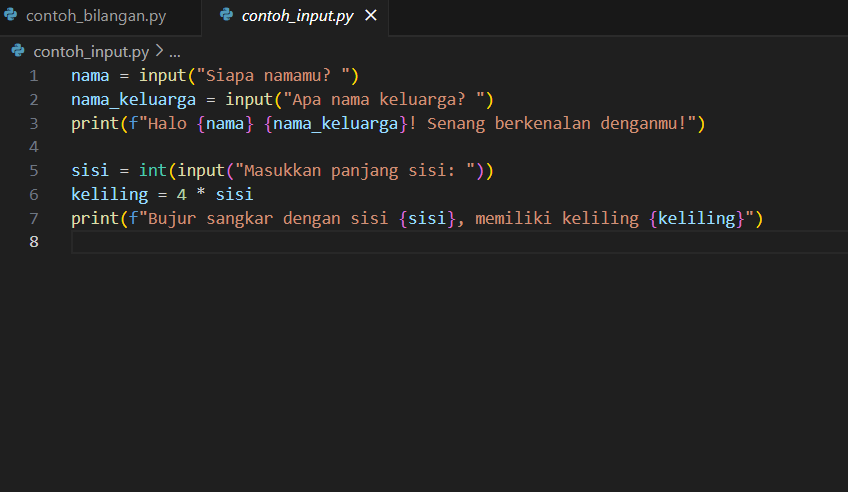 contoh_bilangan.py contoh_input.py
contoh_input.py > ...
1 nama = input("Siapa namamu? ")
2 nama_keluarga = input("Apa nama keluarga? ")
3 print(f"Halo {nama} {nama_keluarga}! Senang berkenalan denganmu!")
4
5 sisi = int(input("Masukkan panjang sisi: "))
6 keliling = 4 * sisi
7 print(f"Bujur sangkar dengan sisi {sisi}, memiliki keliling {keliling}")
8